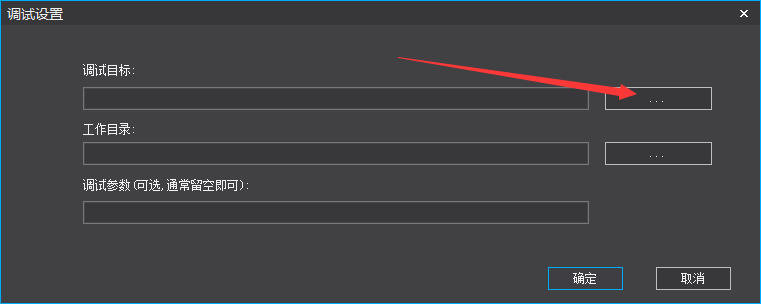 调试设置
调试目标:
...
工作目录:
...
调试参数(可选,通常留空即可):
确定
取消